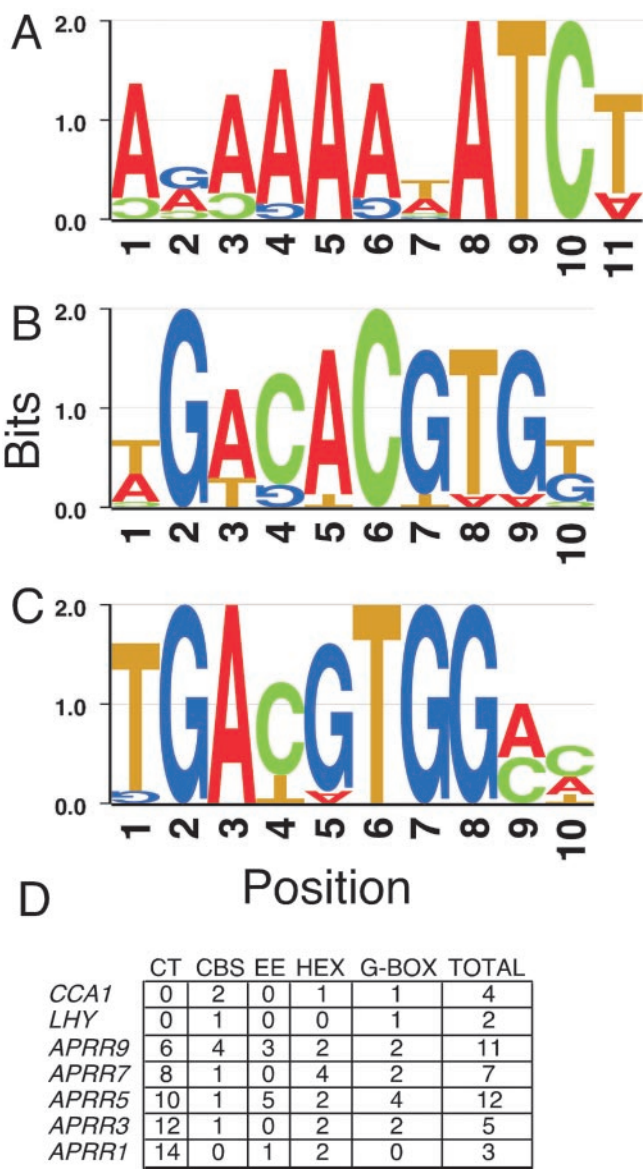 A
2.0
A G A A A A T A T C T
C A C G G A A
C
1.0
0.0
1 2 3 4 5 6 7 8 9 10 11
B
2.0
T G A C A C G T G T
A T G T T A A G
C C
1.0
0.0
1 2 3 4 5 6 7 8 9 10
Bits
C
2.0
T G A C G T G G A C
G T A C A
T
1.0
0.0
1 2 3 4 5 6 7 8 9 10
Position
D
CT CBS EE HEX G-BOX TOTAL
CCA1 0 2 0 1 1 4
LHY 0 1 0 0 1 2
APRR9 6 4 3 2 2 11
APRR7 8 1 0 4 2 7
APRR5 10 1 5 2 4 12
APRR3 12 1 0 2 2 5
APRR1 14 0 1 2 0 3